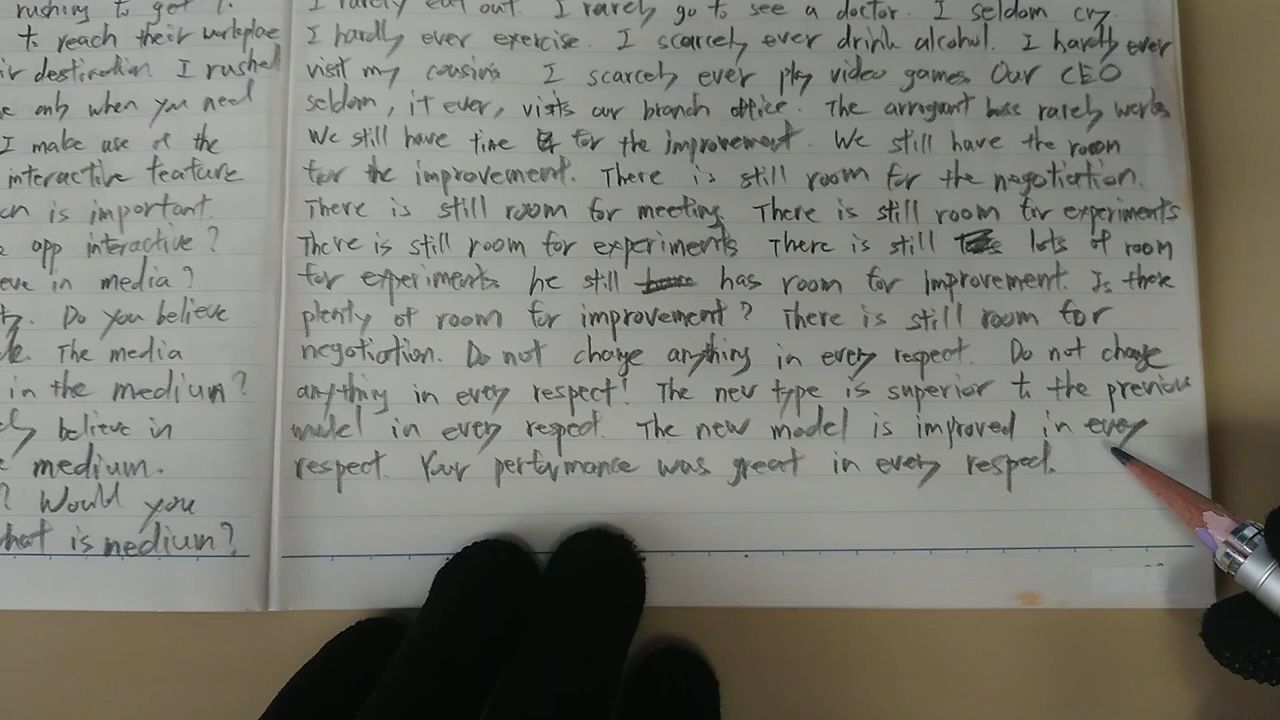 rushing to get
to reach their workplace
destination I rushed
only when you need
I make use of the
interactive feature
is important.
app interactive?
in media?
Do you believe
The media
in the medium?
believe in
medium.
Would you
what is medium?
I rarely eat out. I rarely go to see a doctor. I seldom cry.
I hardly ever exercise. I scarcely ever drink alcohol. I hardly ever
visit my cousins I scarcely ever play video games Our CEO
seldom, if ever, visits our branch office. The arrogant boss rarely works
We still have time for the improvement. We still have the room
for the improvement. There is still room for the negotiation.
There is still room for meeting. There is still room for experiments
There is still room for experiments There is still lots of room
for experiments he still has room for improvement. Is there
plenty of room for improvement? There is still room for
negotiation. Do not change anything in every respect. Do not change
anything in every respect! The new type is superior to the previous
model in every respect. The new model is improved in every
respect. Your performance was great in every respect.